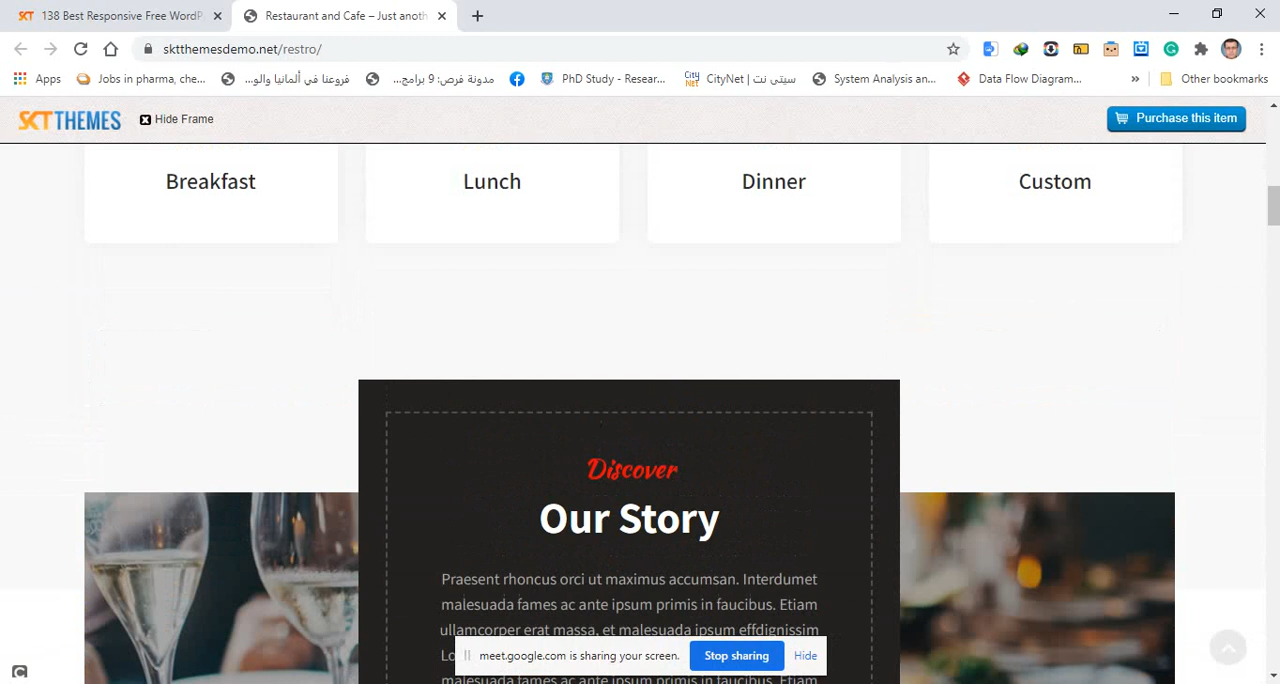 138 Best Responsive Free WordP
Restaurant and Cafe – Just anoth
sktthemesdemo.net/restro/
Apps
Jobs in pharma, che...
فروعنا في ألمانيا والو...
مدونة فرص: 9 برامج...
PhD Study - Resear...
City Net
CityNet | سيتي نت
System Analysis an...
Data Flow Diagram...
»
Other bookmarks
SKT THEMES
Hide Frame
Purchase this item
Breakfast
Lunch
Dinner
Custom
Discover
Our Story
Praesent rhoncus orci ut maximus accumsan. Interdumet
malesuada fames ac ante ipsum primis in faucibus. Etiam
ullamcorper erat massa, et malesuada ipsum effdignissim
meet.google.com is sharing your screen.
Stop sharing
Hide